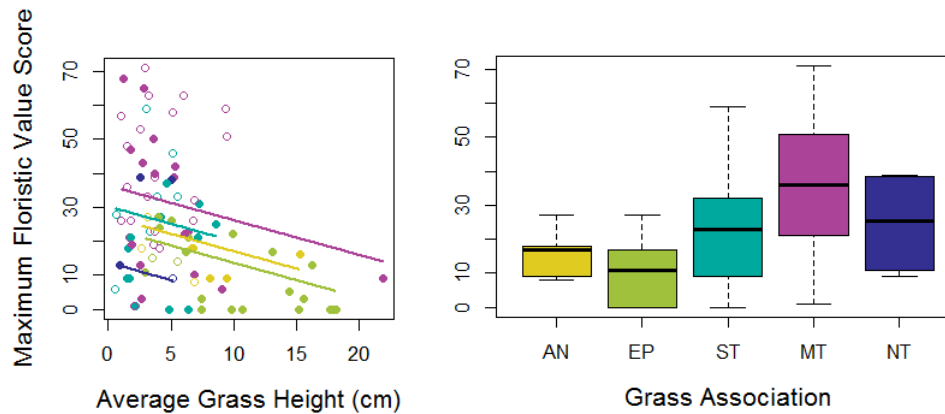 Maximum Floristic Value Score
70
50
30
10
0
0
5
10
15
20
Average Grass Height (cm)
70
50
30
10
0
AN
EP
ST
MT
NT
Grass Association